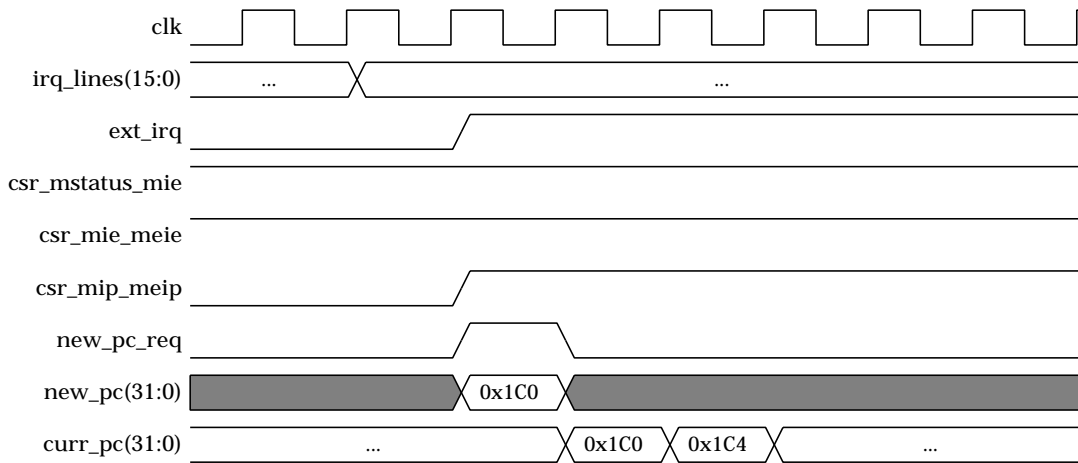 clk
irq_lines(15:0) ... ...
ext_irq
csr_mstatus_mie
csr_mie_meie
csr_mip_meip
new_pc_req
new_pc(31:0) 0x1C0
curr_pc(31:0) ... 0x1C0 0x1C4 ...